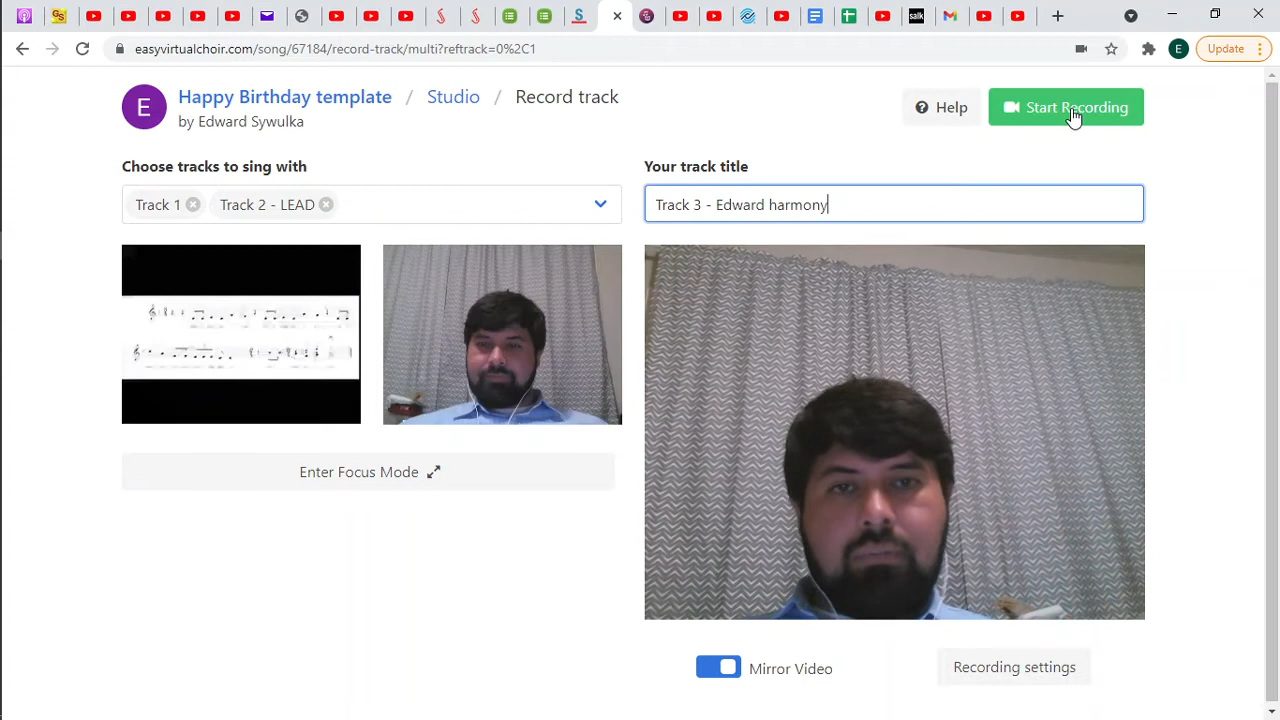 easyvirtualchoir.com/song/67184/record-track/multi?reftrack=0%2C1
E
Update
E
Happy Birthday template / Studio / Record track
by Edward Sywulka
Help
Start Recording
Choose tracks to sing with
Track 1
Track 2 - LEAD
Your track title
Track 3 - Edward harmony
Enter Focus Mode
Mirror Video
Recording settings
salk